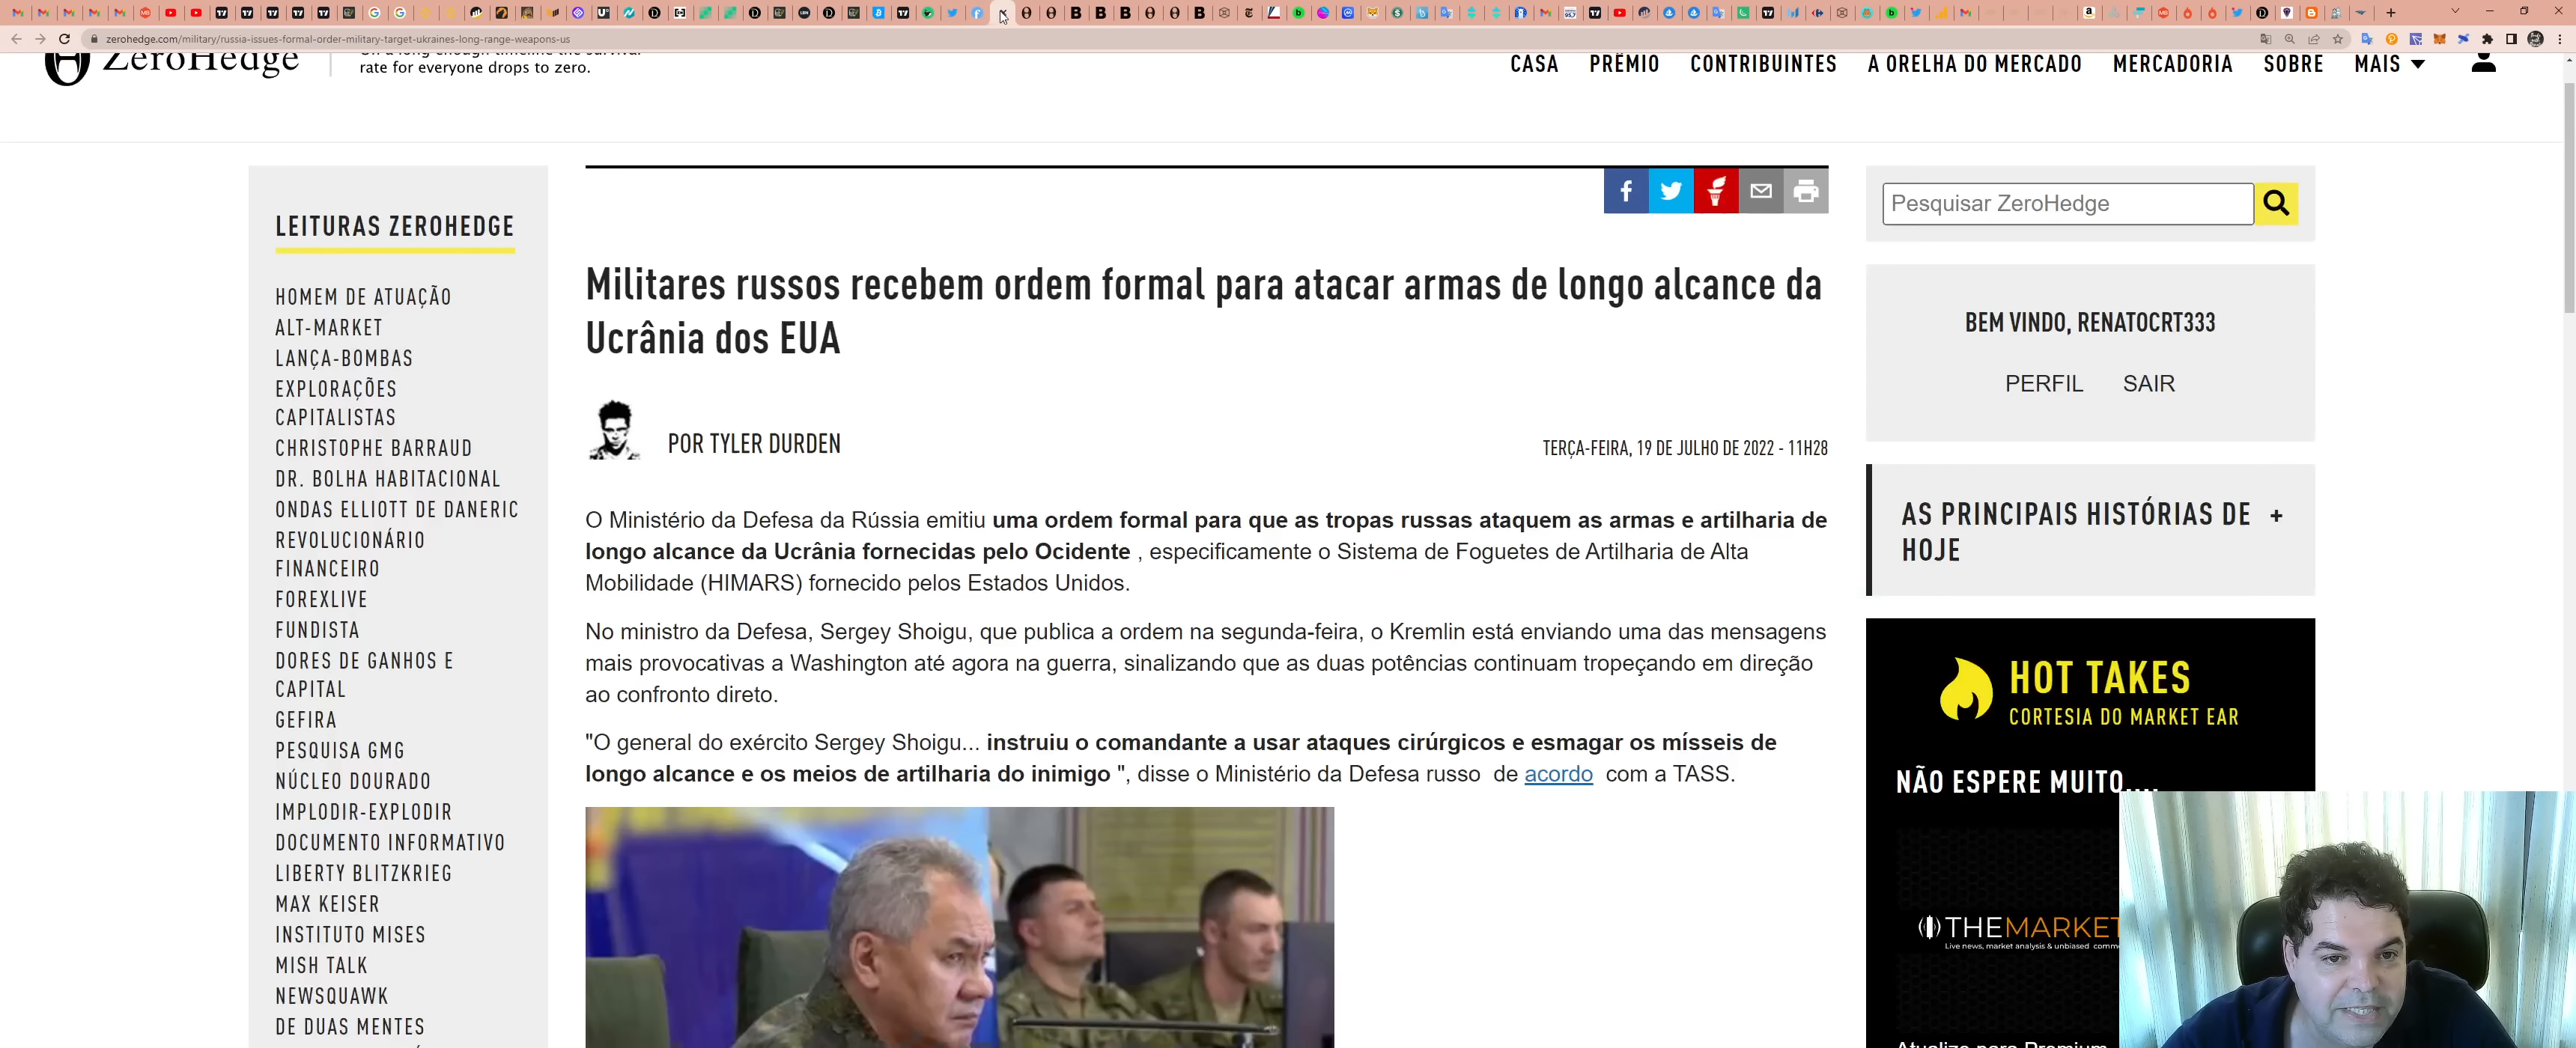 zerohedge.com/military/russia-issues-formal-order-military-target-ukraines-long-range-weapons-us
ZeroHedge
rate for everyone drops to zero.
CASA PRÊMIO CONTRIBUINTES A ORELHA DO MERCADO MERCADORIA SOBRE MAIS
LEITURAS ZEROHEDGE
HOMEM DE ATUAÇÃO
ALT-MARKET
LANÇA-BOMBAS
EXPLORAÇÕES
CAPITALISTAS
CHRISTOPHE BARRAUD
DR. BOLHA HABITACIONAL
ONDAS ELLIOTT DE DANERIC
REVOLUCIONÁRIO
FINANCEIRO
FOREXLIVE
FUNDISTA
DORES DE GANHOS E
CAPITAL
GEFIRA
PESQUISA GMG
NÚCLEO DOURADO
IMPLODIR-EXPLODIR
DOCUMENTO INFORMATIVO
LIBERTY BLITZKRIEG
MAX KEISER
INSTITUTO MISES
MISH TALK
NEWSQUAWK
DE DUAS MENTES
Militares russos recebem ordem formal para atacar armas de longo alcance da
Ucrânia dos EUA
POR TYLER DURDEN
TERÇA-FEIRA, 19 DE JULHO DE 2022 - 11H28
O Ministério da Defesa da Rússia emitiu uma ordem formal para que as tropas russas ataquem as armas e artilharia de
longo alcance da Ucrânia fornecidas pelo Ocidente , especificamente o Sistema de Foguetes de Artilharia de Alta
Mobilidade (HIMARS) fornecido pelos Estados Unidos.
No ministro da Defesa, Sergey Shoigu, que publica a ordem na segunda-feira, o Kremlin está enviando uma das mensagens
mais provocativas a Washington até agora na guerra, sinalizando que as duas potências continuam tropeçando em direção
ao confronto direto.
"O general do exército Sergey Shoigu... instruiu o comandante a usar ataques cirúrgicos e esmagar os mísseis de
longo alcance e os meios de artilharia do inimigo ", disse o Ministério da Defesa russo de acordo com a TASS.
Pesquisar ZeroHedge
BEM VINDO, RENATOCRT333
PERFIL SAIR
AS PRINCIPAIS HISTÓRIAS DE +
HOJE
HOT TAKES
CORTESIA DO MARKET EAR
NÃO ESPERE MUITO....
THEMARKET
Live news, market analysis & unbiased comm